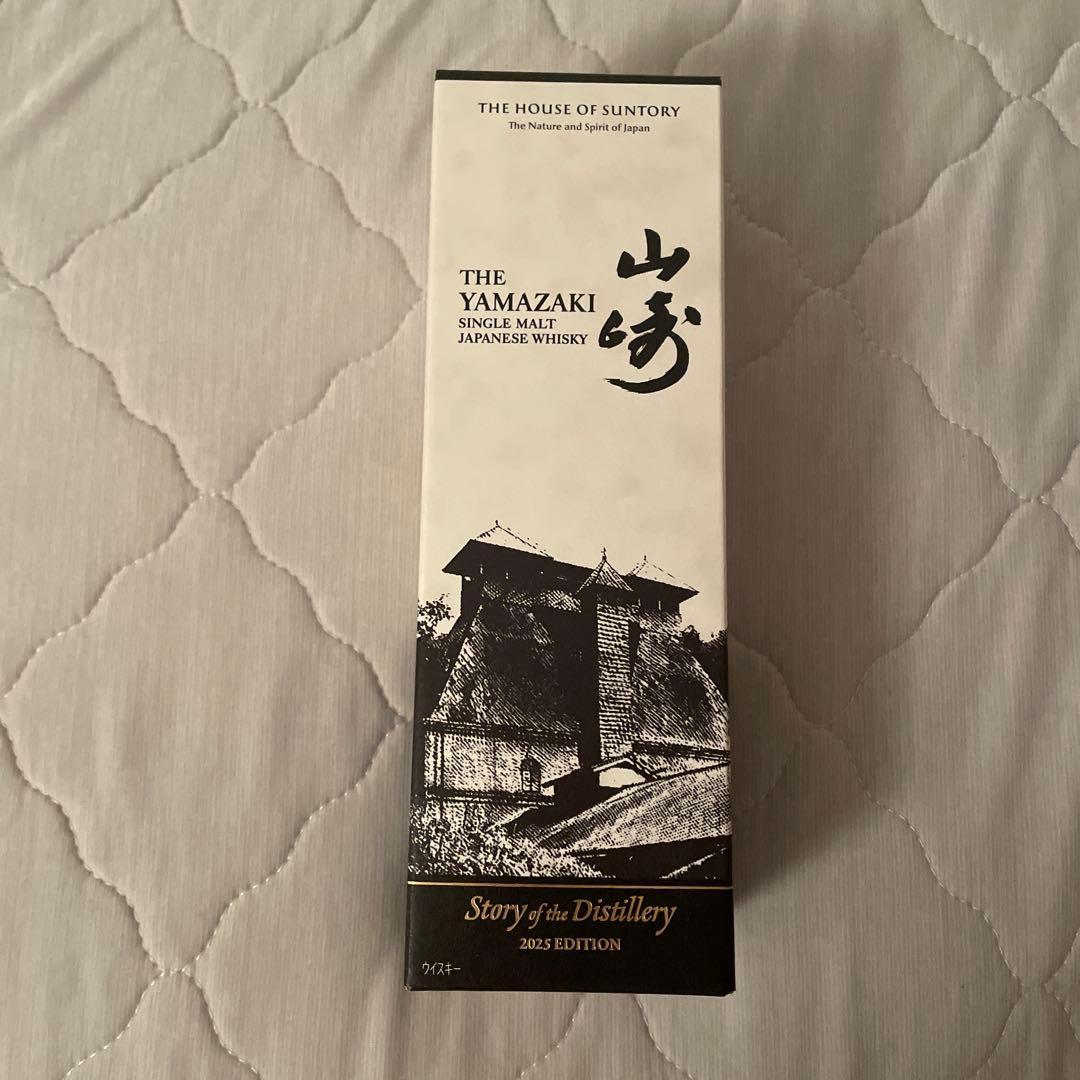 THE HOUSE OF SUNTORY
The Nature and Spirit of Japan
山崎
THE
YAMAZAKI
SINGLE MALT
JAPANESE WHISKY
Story of the Distillery
2025 EDITION
ウイスキー